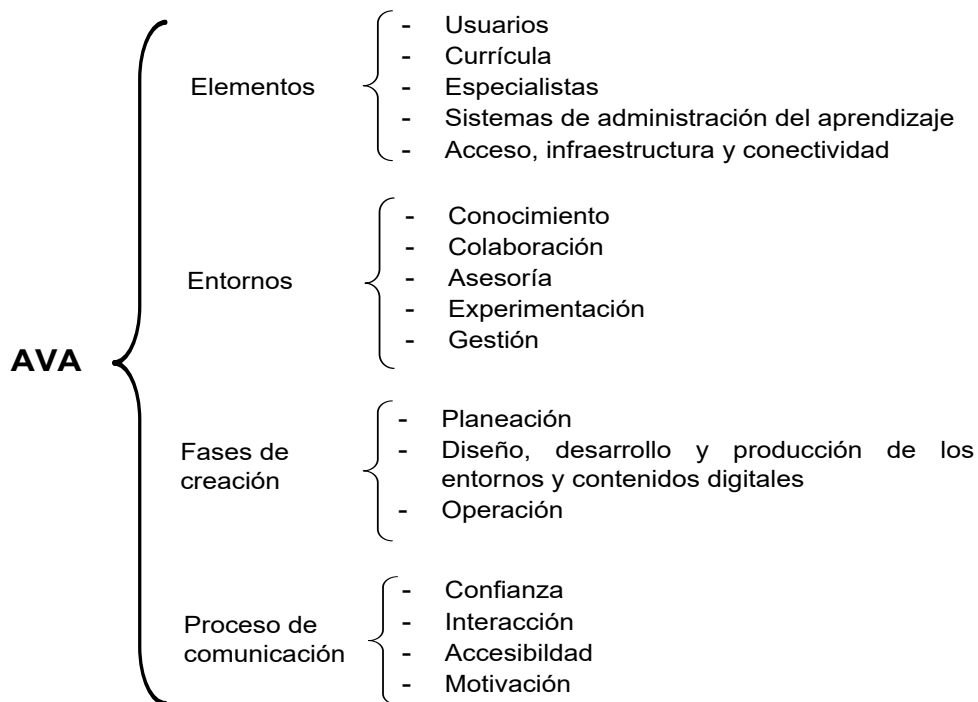 - Usuarios
- Currícula
Elementos
- Especialistas
- Sistemas de administración del aprendizaje
- Acceso, infraestructura y conectividad
- Conocimiento
- Colaboración
Entornos
- Asesoría
- Experimentación
- Gestión
AVA
- Planeación
Fases de creación
- Diseño, desarrollo y producción de los
entornos y contenidos digitales
- Operación
- Confianza
Proceso de
comunicación
- Interacción
- Accesibildad
- Motivación